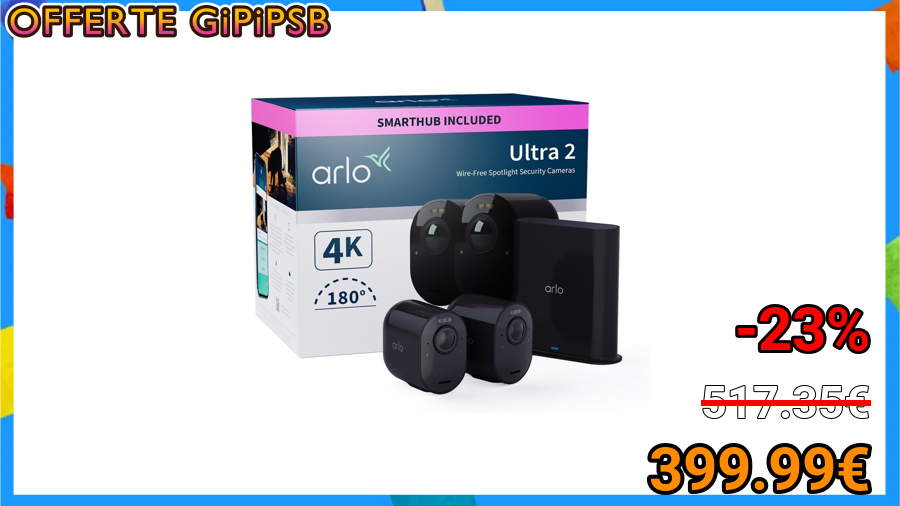 OFFERTE GiPiPSB
arlo
SMARTHUB INCLUDED
arlo
Ultra 2
Wire-Free Spotlight Security Cameras
4K
180°
arlo
arlo
-23%
517.35€
399.99€